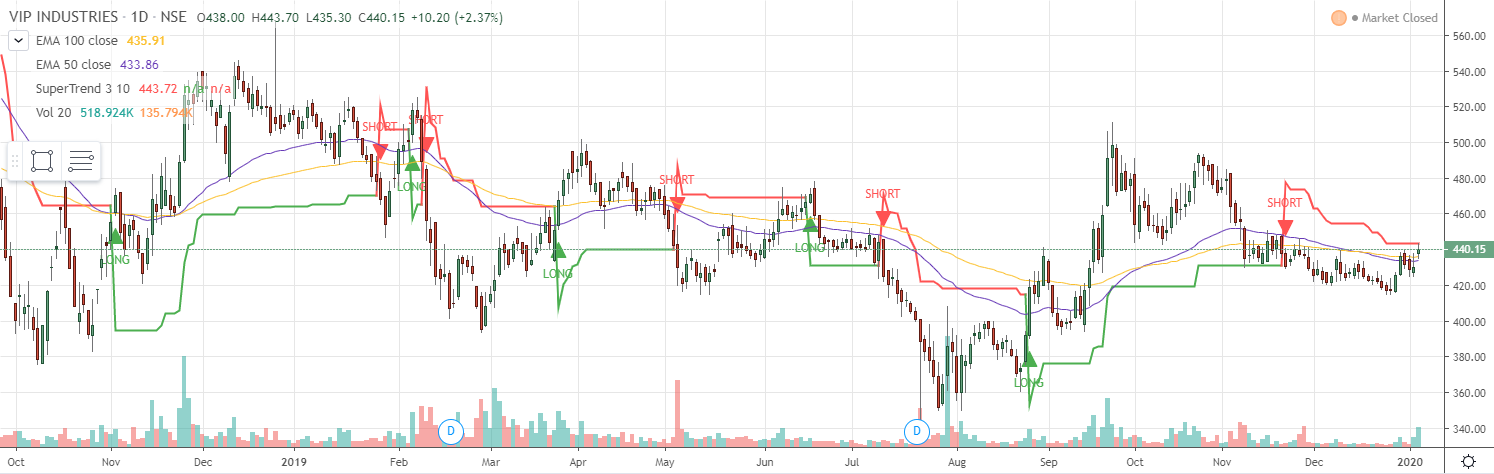 VIP INDUSTRIES · 1D · NSE O438.00 H443.70 L435.30 C440.15 +10.20 (+2.37%)
Market Closed
EMA 100 close 435.91
EMA 50 close 433.86
SuperTrend 3 10 443.72 n/a n/a
Vol 20 518.924K 135.794K
560.00
540.00
520.00
500.00
480.00
460.00
440.15
420.00
400.00
380.00
360.00
340.00
LONG
SHORT
LONG
SHORT
LONG
SHORT
LONG
SHORT
LONG
SHORT
D
D
Oct Nov Dec 2019 Feb Mar Apr May Jun Jul Aug Sep Oct Nov Dec 2020